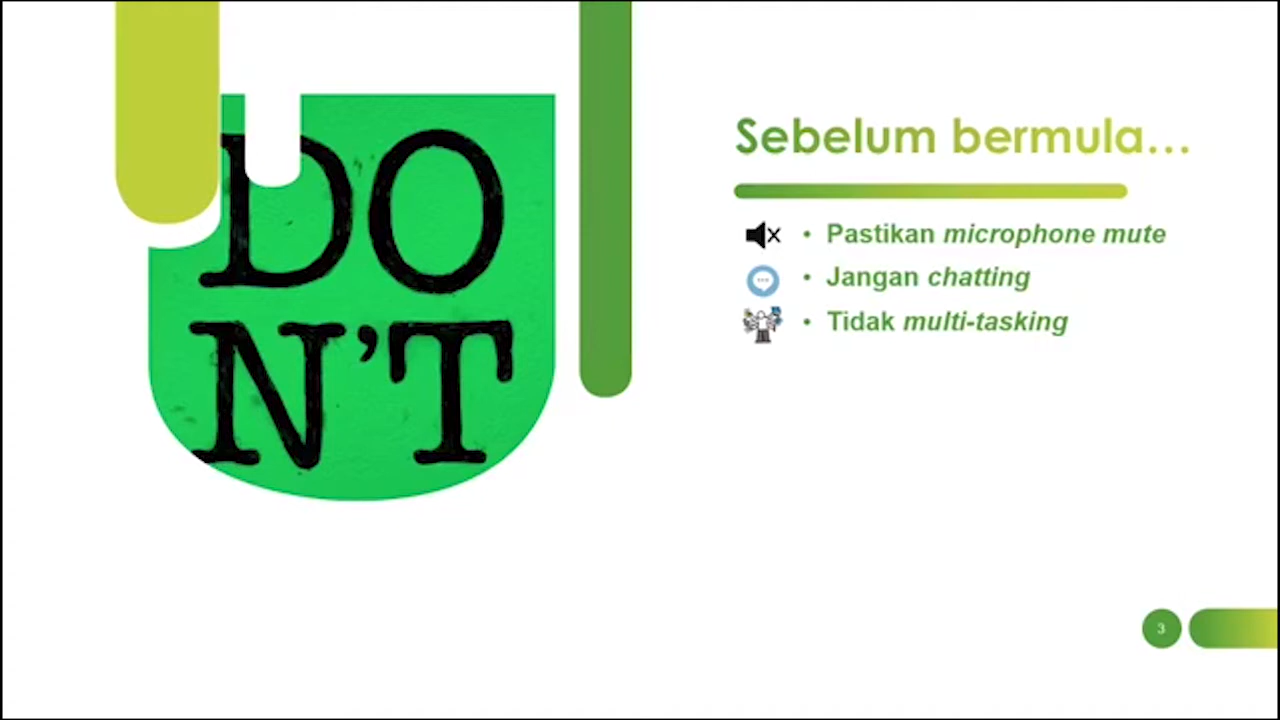 DO
N'T
Sebelum bermula...
• Pastikan microphone mute
• Jangan chatting
• Tidak multi-tasking
3